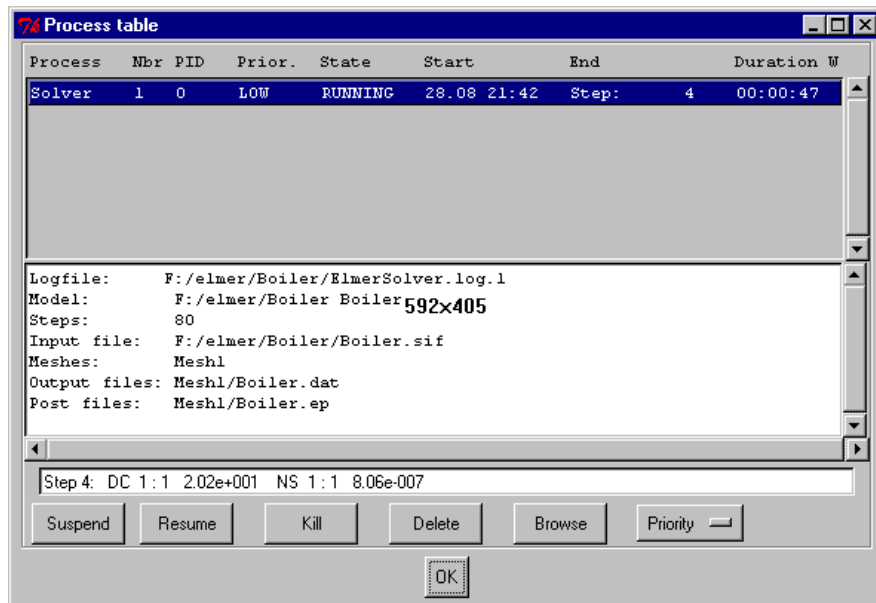 Process table
Process Nbr PID Prior. State Start End Duration W
Solver 1 0 LOW RUNNING 28.08 21:42 Step: 4 00:00:47
Logfile: F:/elmer/Boiler/ElmerSolver.log.1
Model: F:/elmer/Boiler Boiler
592x405
Steps: 80
Input file: F:/elmer/Boiler/Boiler.sif
Meshes: Mesh1
Output files: Mesh1/Boiler.dat
Post files: Mesh1/Boiler.ep
Step 4: DC 1 : 1 2.02e+001 NS 1 : 1 8.06e-007
Suspend Resume Kill Delete Browse Priority
OK